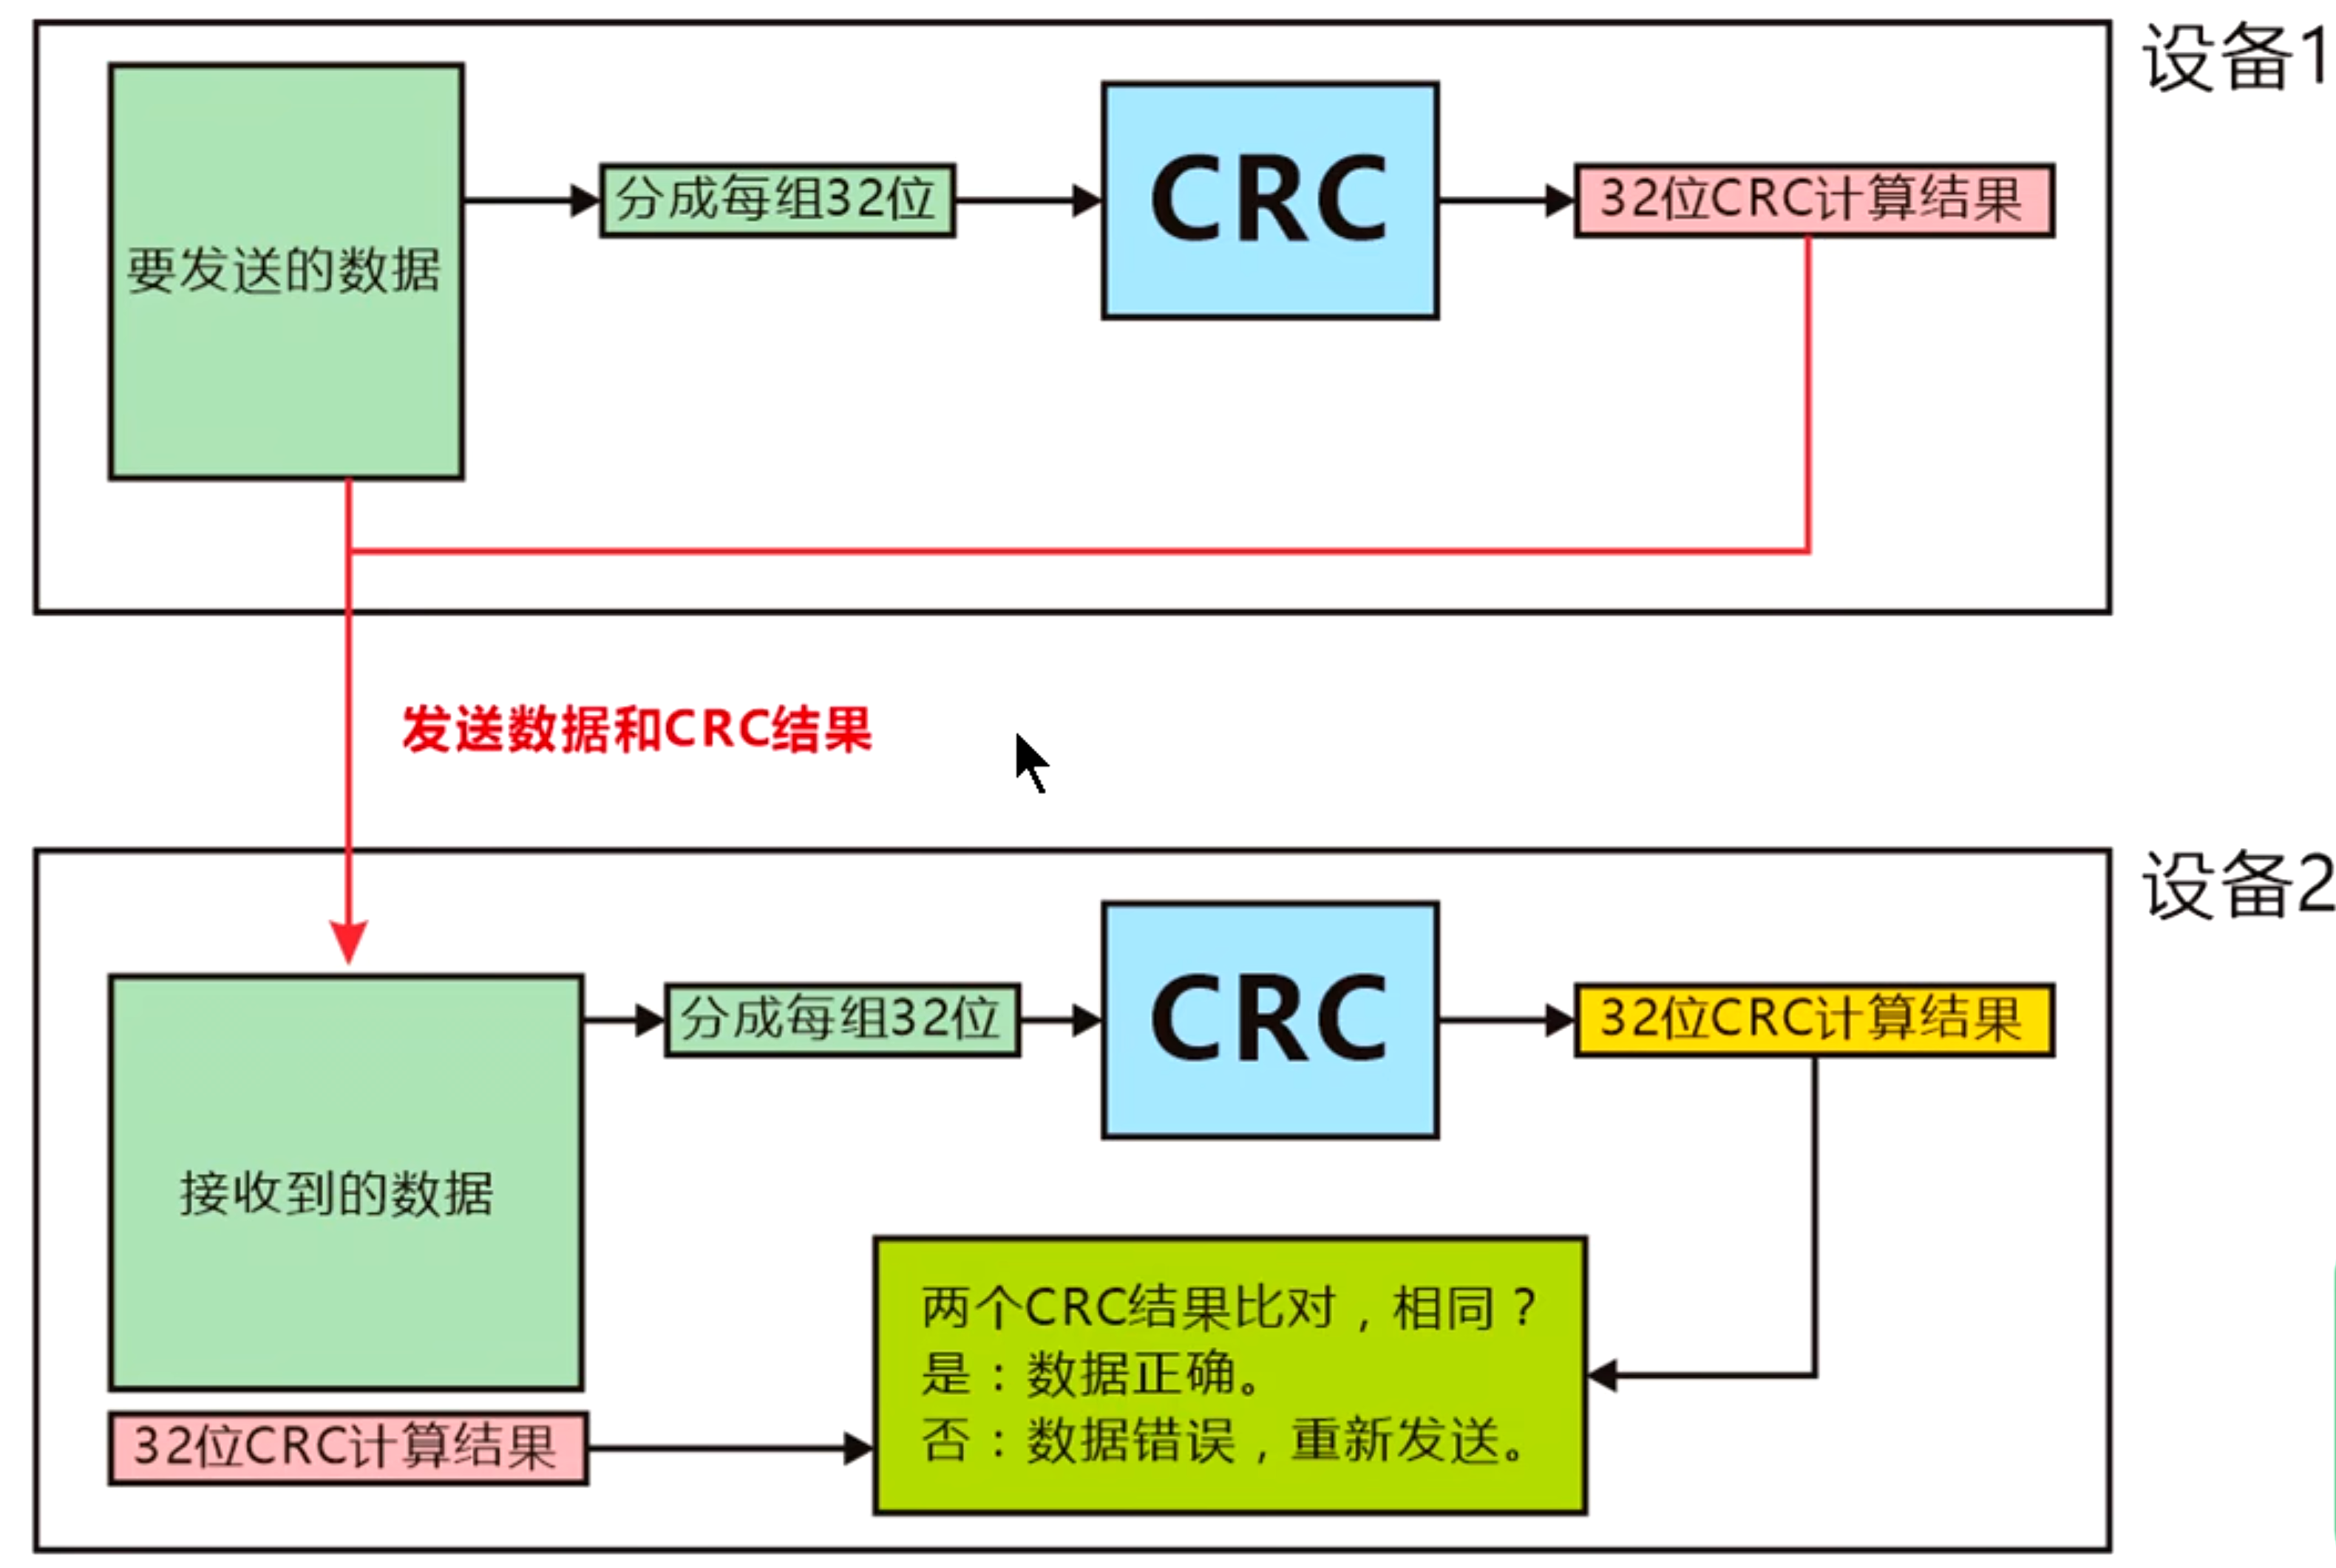 设备1
要发送的数据
分成每组32位
CRC
32位CRC计算结果
发送数据和CRC结果
设备2
接收到的数据
分成每组32位
CRC
32位CRC计算结果
32位CRC计算结果
两个CRC结果比对，相同？
是：数据正确。
否：数据错误，重新发送。